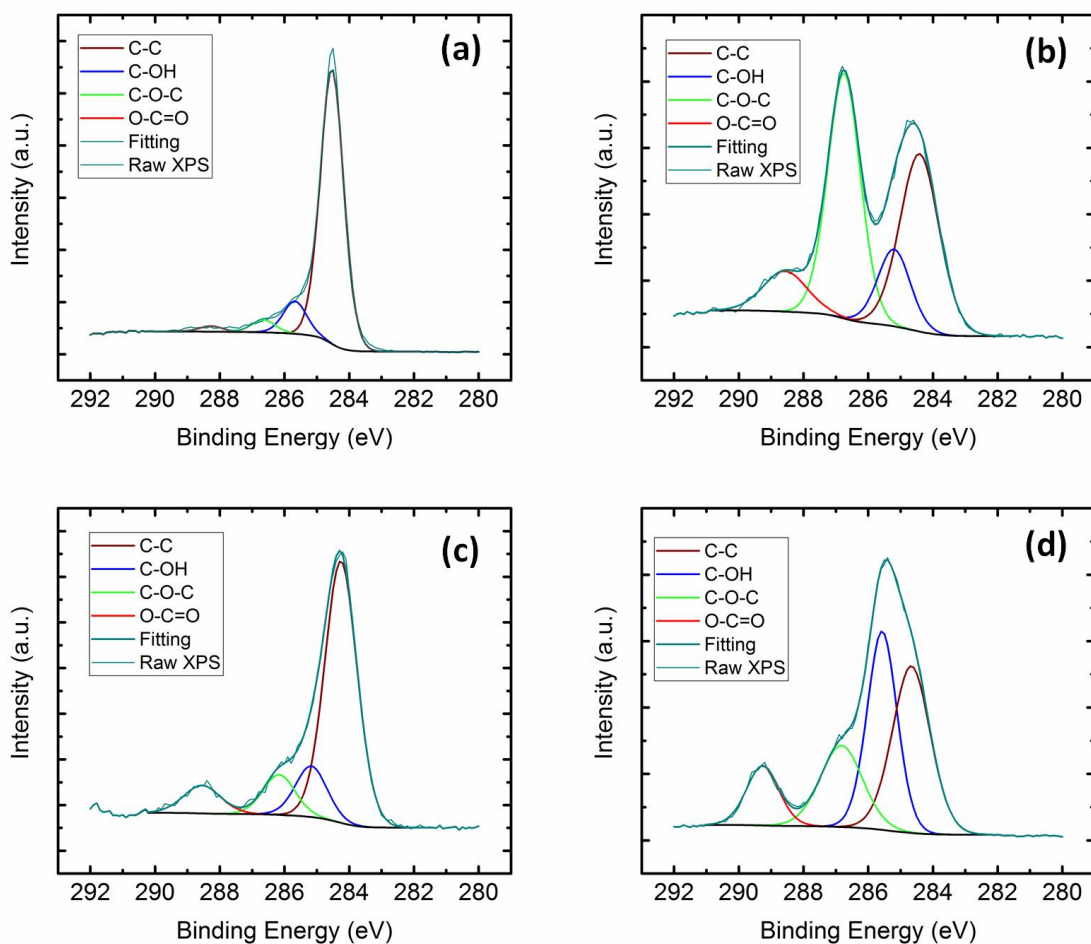 (a)
C-C
C-OH
C-O-C
O-C=O
Fitting
Raw XPS
Intensity (a.u.)
292 290 288 286 284 282 280
Binding Energy (eV)
(b)
C-C
C-OH
C-O-C
O-C=O
Fitting
Raw XPS
Intensity (a.u.)
292 290 288 286 284 282 280
Binding Energy (eV)
(c)
C-C
C-OH
C-O-C
O-C=O
Fitting
Raw XPS
Intensity (a.u.)
292 290 288 286 284 282 280
Binding Energy (eV)
(d)
C-C
C-OH
C-O-C
O-C=O
Fitting
Raw XPS
Intensity (a.u.)
292 290 288 286 284 282 280
Binding Energy (eV)